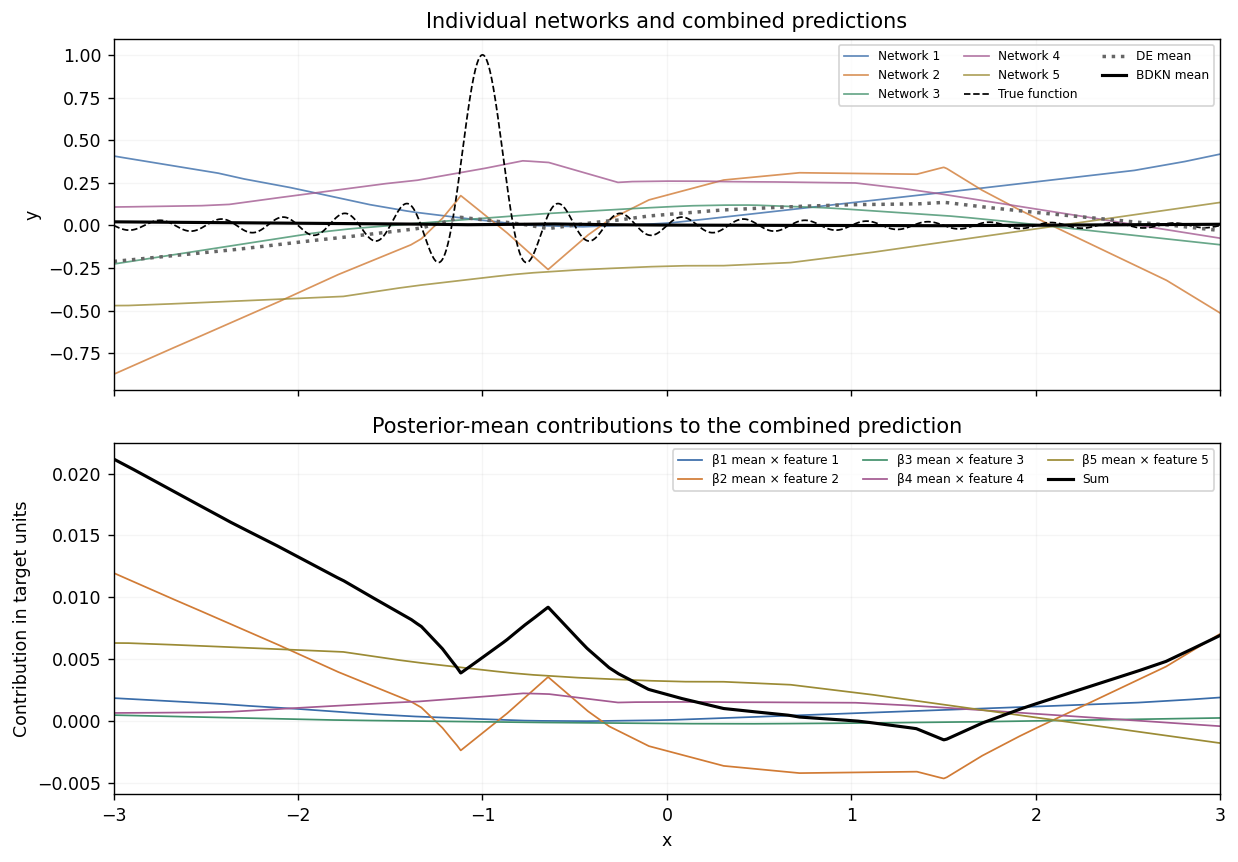 Individual networks and combined predictions
Network 1
Network 2
Network 3
Network 4
Network 5
True function
DE mean
BDKN mean
y
1.00
0.75
0.50
0.25
0.00
−0.25
−0.50
−0.75
Posterior-mean contributions to the combined prediction
β1 mean × feature 1
β2 mean × feature 2
β3 mean × feature 3
β4 mean × feature 4
β5 mean × feature 5
Sum
Contribution in target units
0.020
0.015
0.010
0.005
0.000
−0.005
−3 −2 −1 0 1 2 3
x